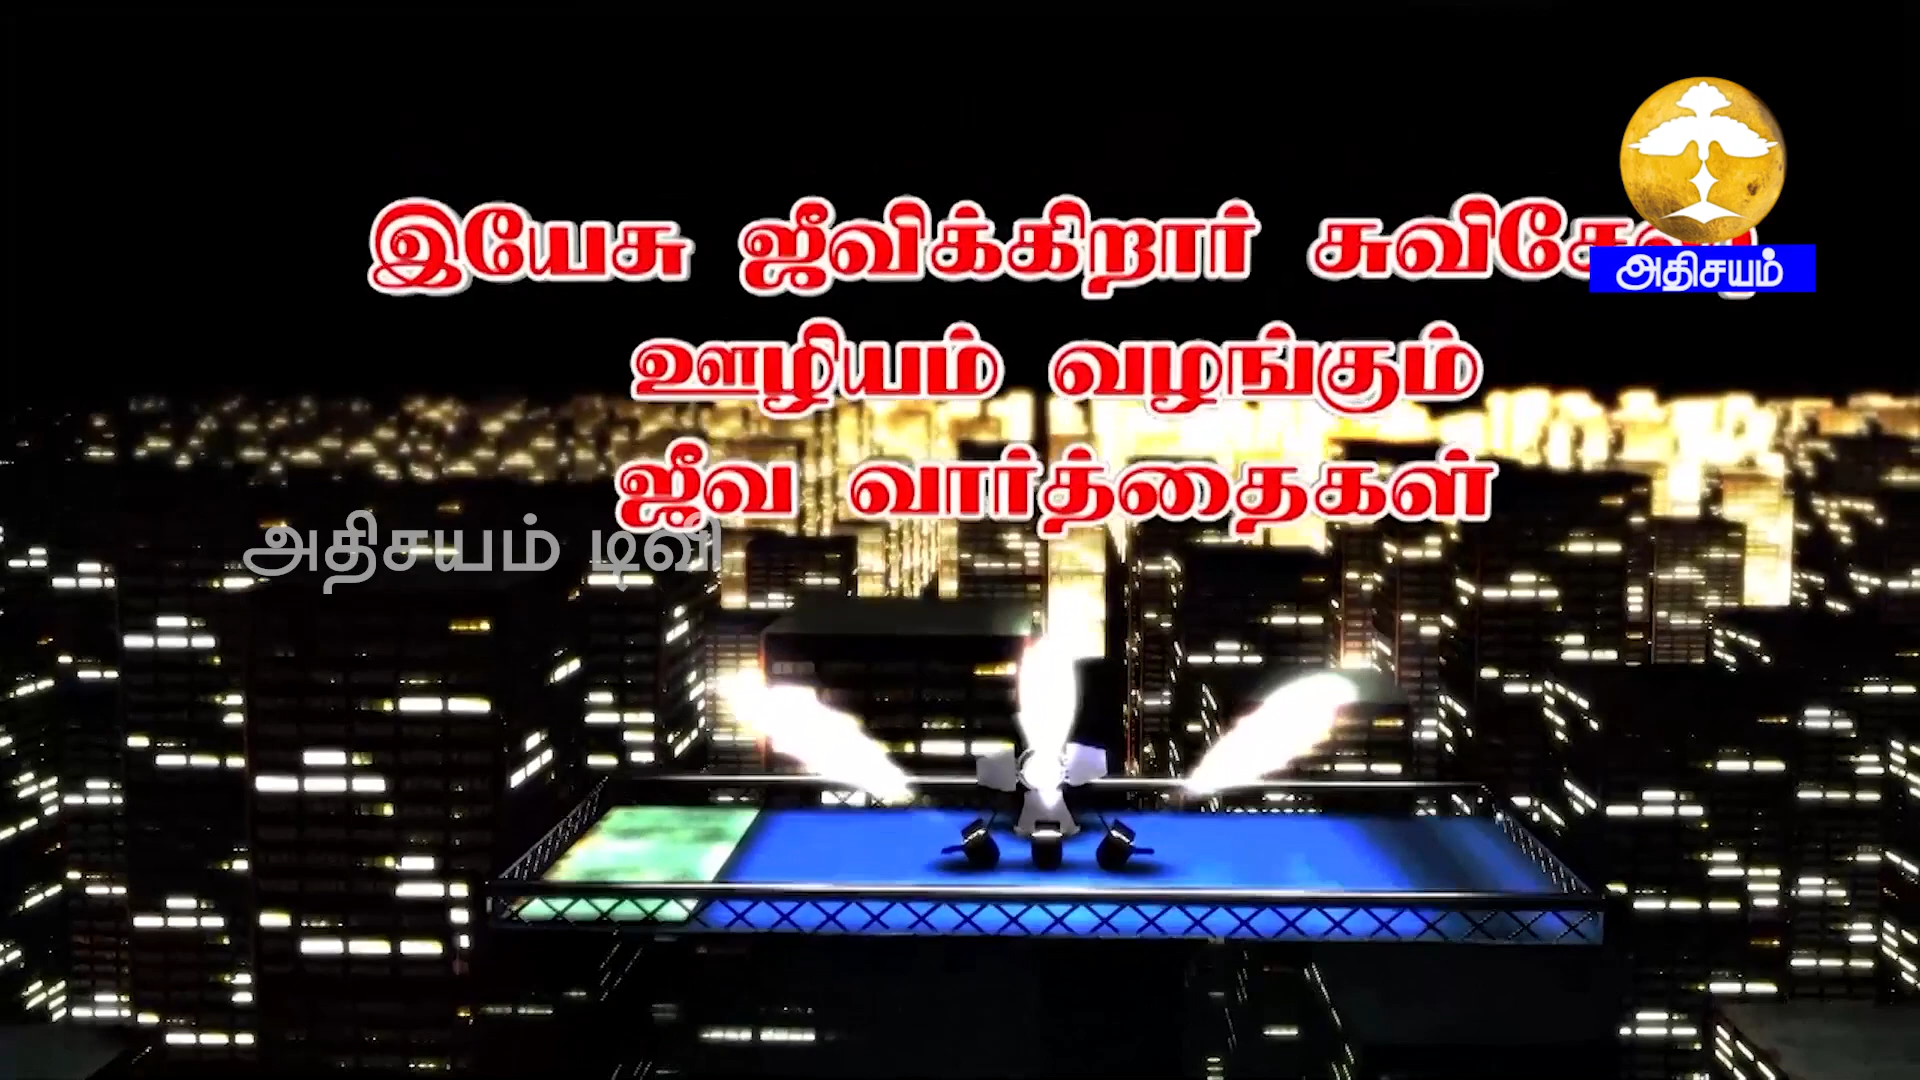 இயேசு ஜீவிக்கிறார்
அதிசயம்
ஊழியம் வழங்கும்
ஜீவ வார்த்தைகள்
அதிசயம் டிவி